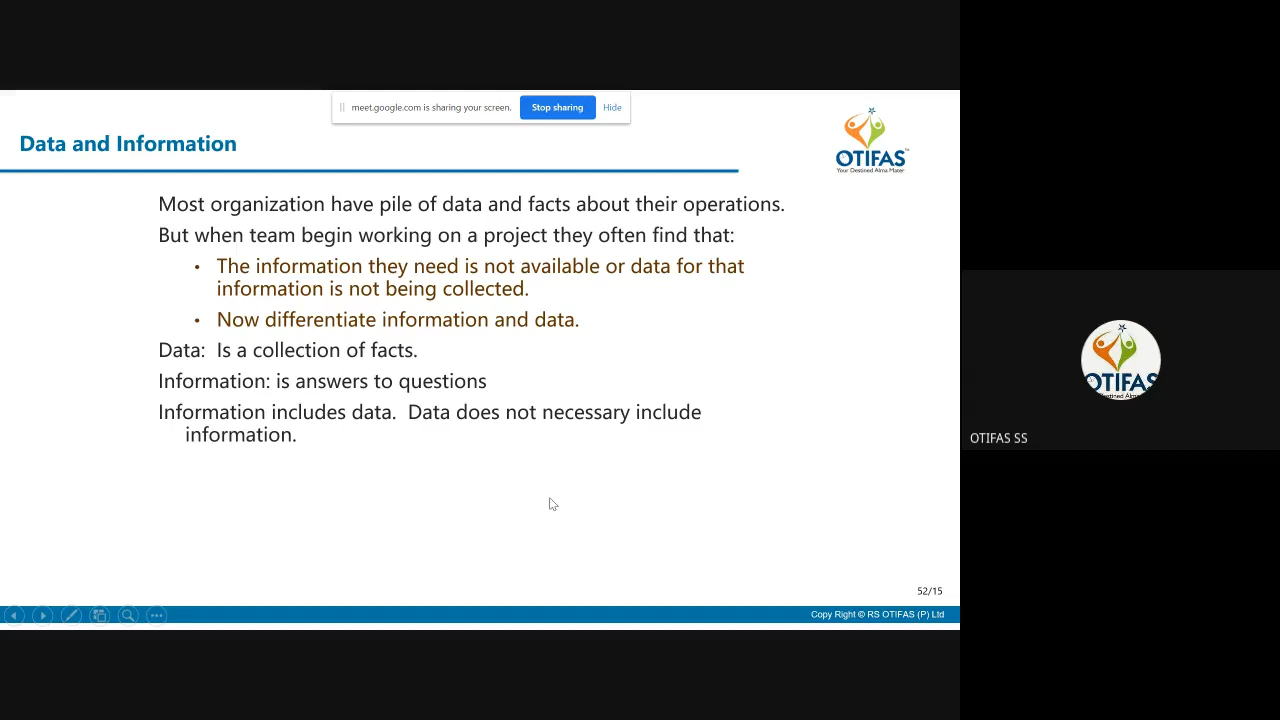 meet.google.com is sharing your screen. Stop sharing Hide
Data and Information
OTIFAS™
Your Destined Alma Mater
Most organization have pile of data and facts about their operations.
But when team begin working on a project they often find that:
• The information they need is not available or data for that
information is not being collected.
• Now differentiate information and data.
Data: Is a collection of facts.
Information: is answers to questions
Information includes data. Data does not necessary include
information.
52/15
Copy Right © RS OTIFAS (P) Ltd
OTIFAS
OTIFAS SS